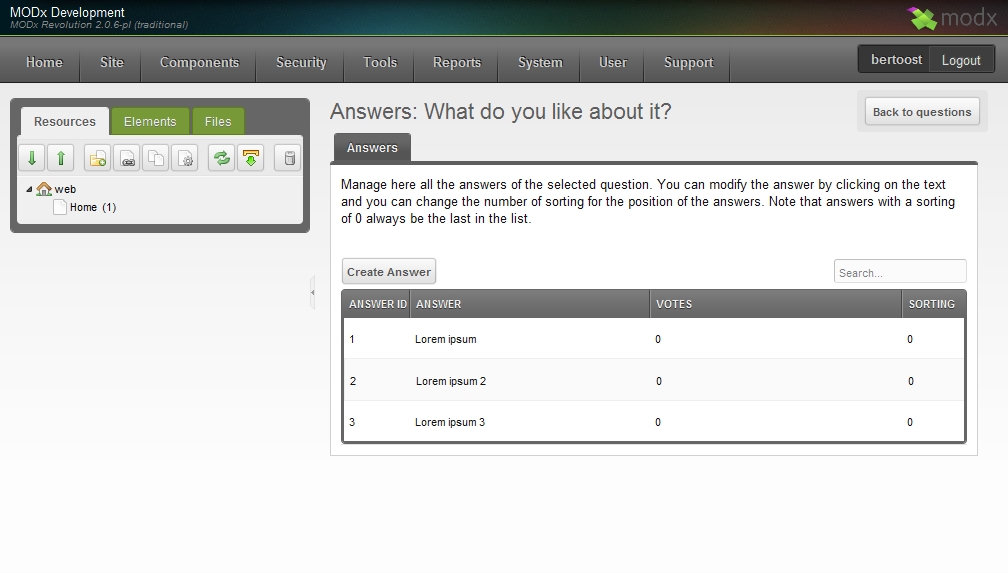 MODx Development
MODx Revolution 2.0.6-pl (traditional)
modx
Home Site Components Security Tools Reports System User Support
bertoost Logout
Resources Elements Files
web
Home (1)
Answers: What do you like about it?
Back to questions
Answers
Manage here all the answers of the selected question. You can modify the answer by clicking on the text
and you can change the number of sorting for the position of the answers. Note that answers with a sorting
of 0 always be the last in the list.
Create Answer
Search...
ANSWER ID ANSWER VOTES SORTING
1 Lorem ipsum 0 0
2 Lorem ipsum 2 0 0
3 Lorem ipsum 3 0 0